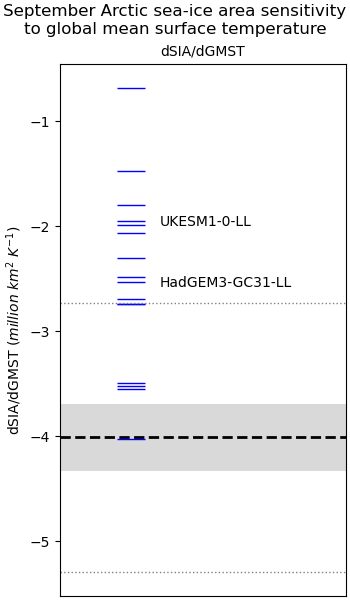 September Arctic sea-ice area sensitivity
to global mean surface temperature
dSIA/dGMST
−1
−2
−3
−4
−5
dSIA/dGMST (million km² K⁻¹)
UKESM1-0-LL
HadGEM3-GC31-LL